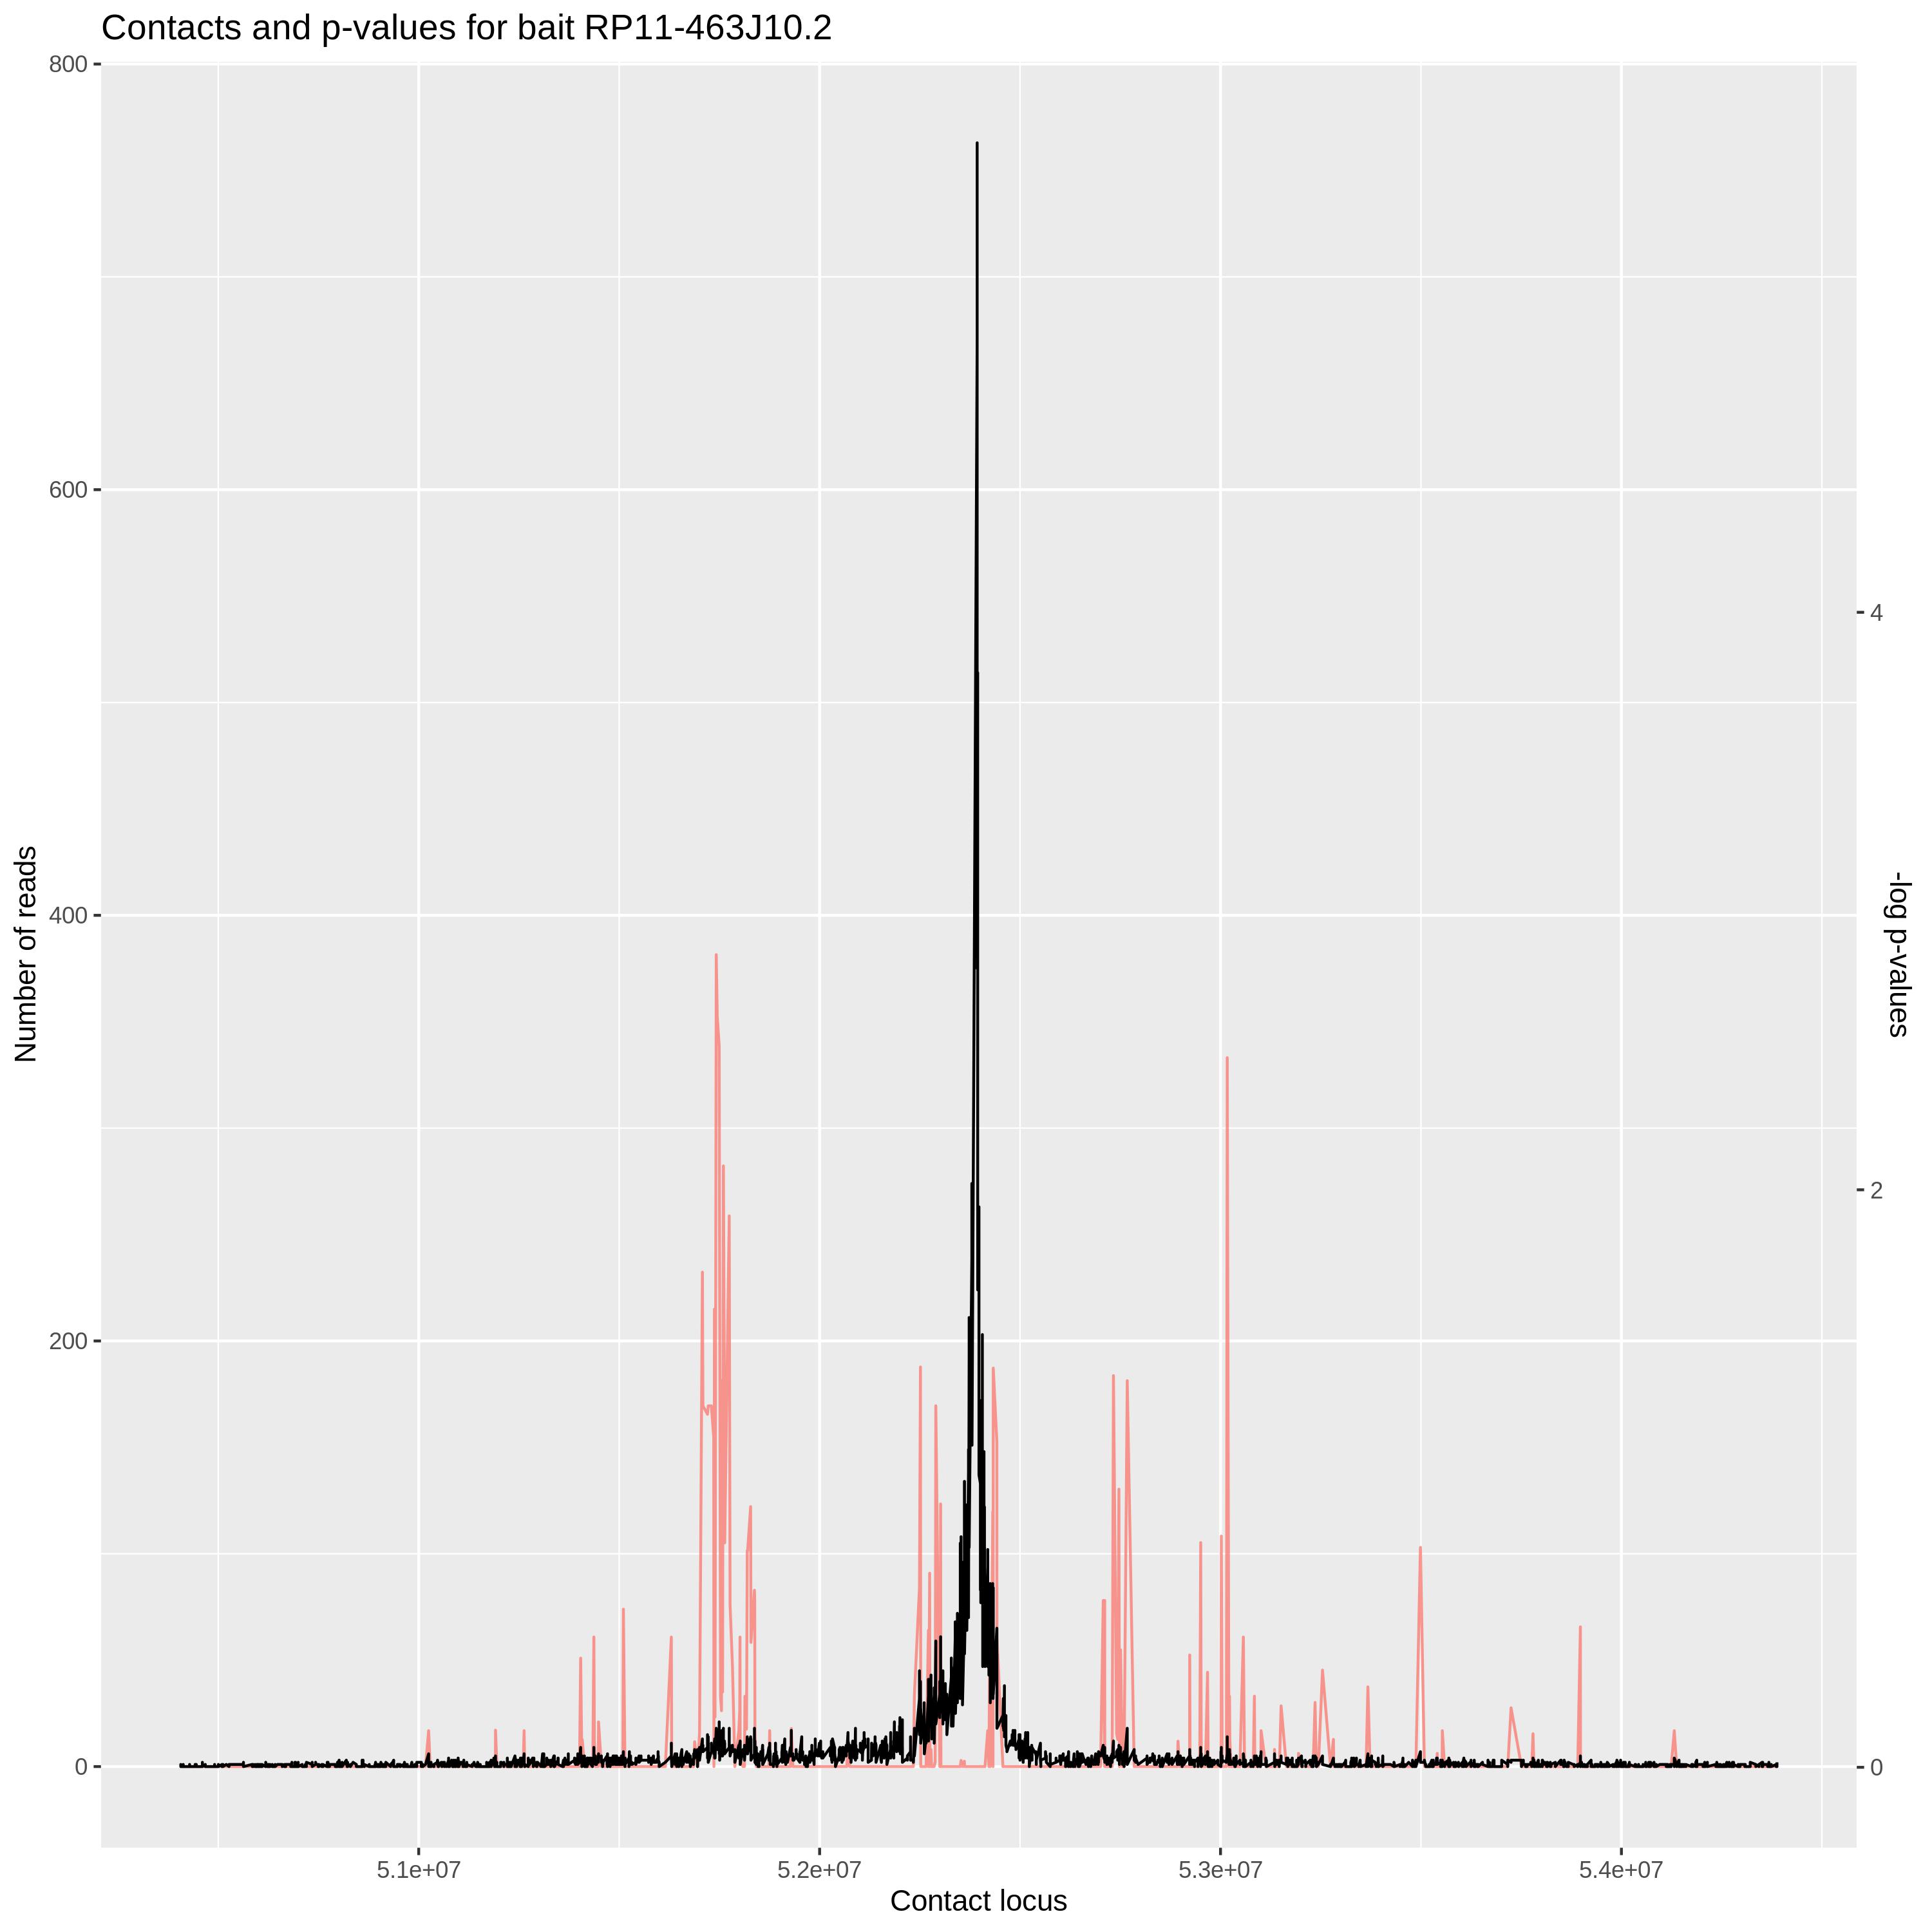 Contacts and p-values for bait RP11-463J10.2
800
600
400
200
0
Number of reads
4
2
0
-log p-values
5.1e+07
5.2e+07
5.3e+07
5.4e+07
Contact locus